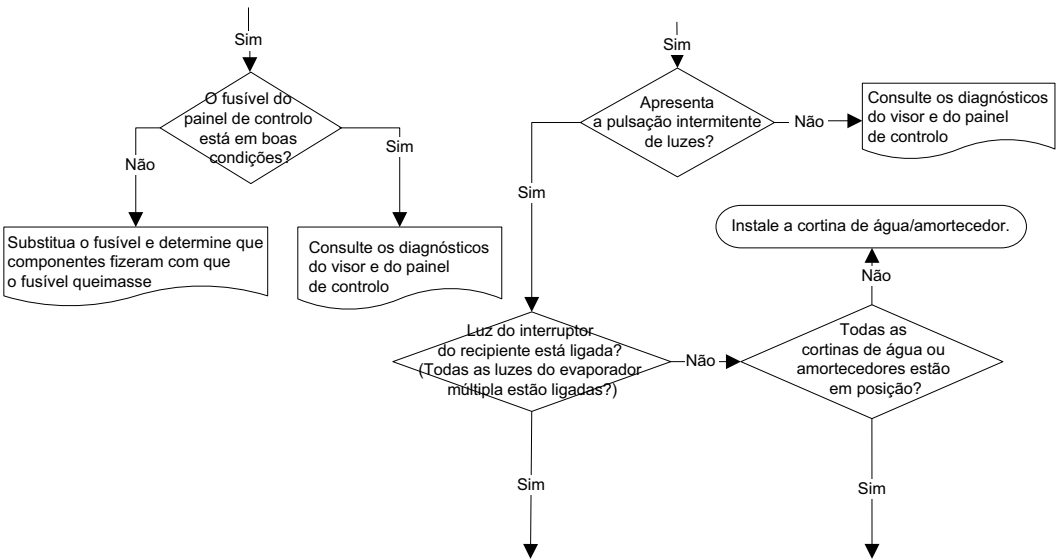 Sim
O fusível do
painel de controlo
está em boas
condições?
Não
Sim
Substitua o fusível e determine que
componentes fizeram com que
o fusível queimasse
Consulte os diagnósticos
do visor e do painel
de controlo
Sim
Apresenta
a pulsação intermitente
de luzes?
Não
Consulte os diagnósticos
do visor e do painel
de controlo
Sim
Luz do interruptor
do recipiente está ligada?
(Todas as luzes do evaporador
múltipla estão ligadas?)
Não
Todas as
cortinas de água ou
amortecedores estão
em posição?
Não
Instale a cortina de água/amortecedor.
Sim
Sim